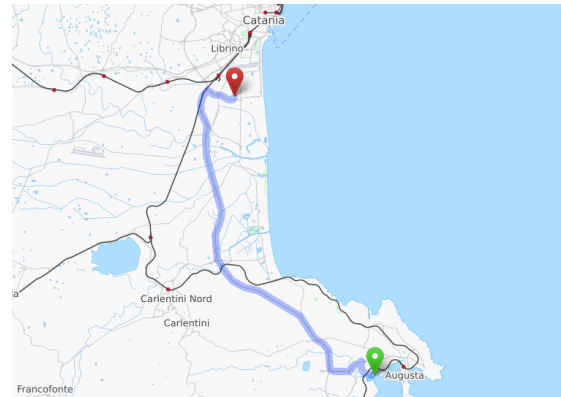 Catania
Librino
Carlentini Nord
Carlentini
Augusta
Francofonte